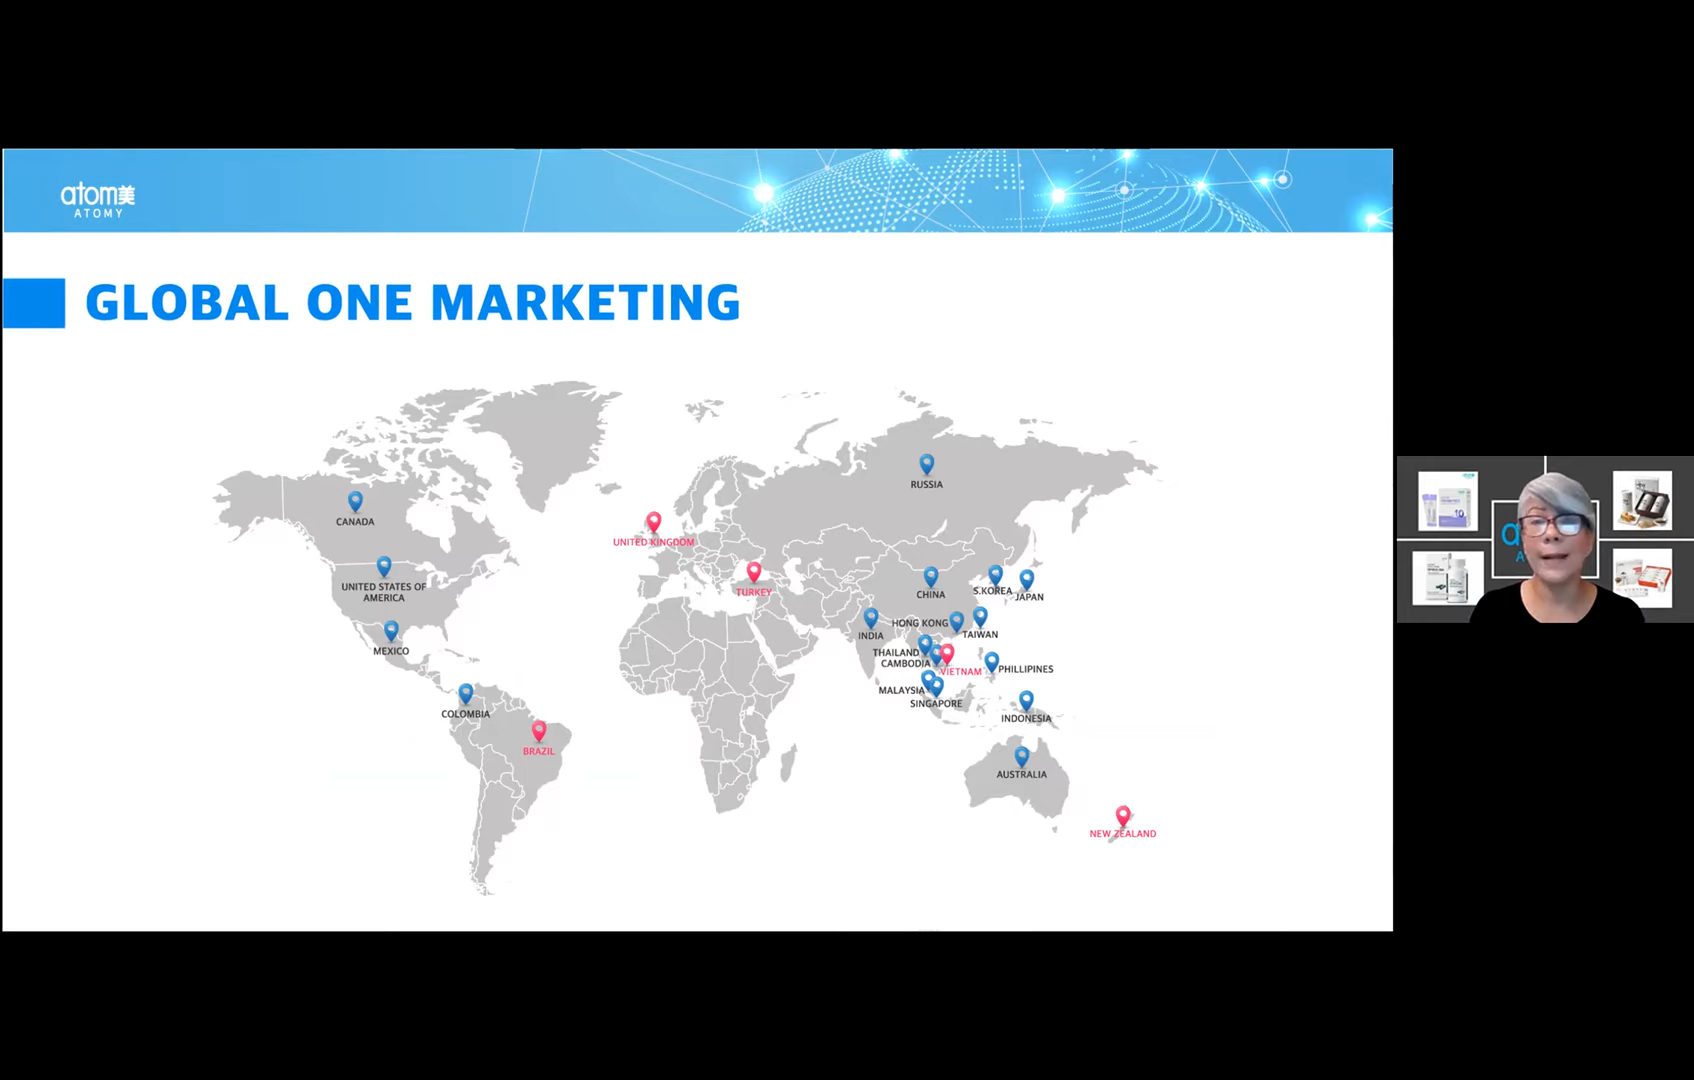 atom美
ATOMY
GLOBAL ONE MARKETING
RUSSIA
CANADA
UNITED KINGDOM
UNITED STATES OF
AMERICA
TURKEY
CHINA
S.KOREA
JAPAN
MEXICO
INDIA
HONG KONG
TAIWAN
THAILAND
CAMBODIA
VIETNAM
PHILLIPINES
MALAYSIA
SINGAPORE
COLOMBIA
INDONESIA
BRAZIL
AUSTRALIA
NEW ZEALAND
10